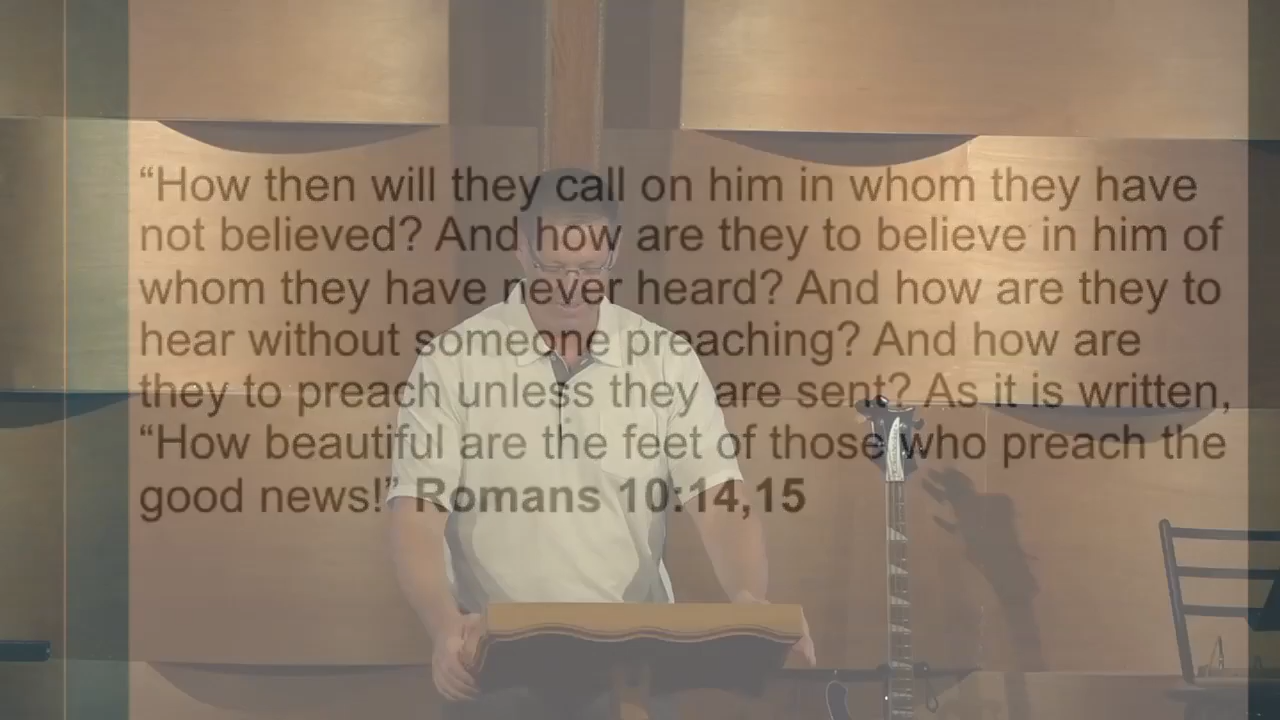 “How then will they call on him in whom they have
not believed? And how are they to believe in him of
whom they have never heard? And how are they to
hear without someone preaching? And how are
they to preach unless they are sent? As it is written,
“How beautiful are the feet of those who preach the
good news!” Romans 10:14,15